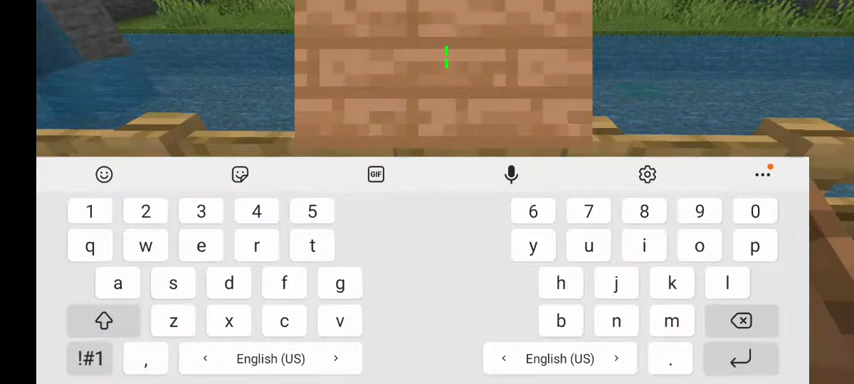 GIF
1 2 3 4 5 6 7 8 9 0
q w e r t y u i o p
a s d f g h j k l
z x c v b n m
!#1 , < English (US) > < English (US) > .